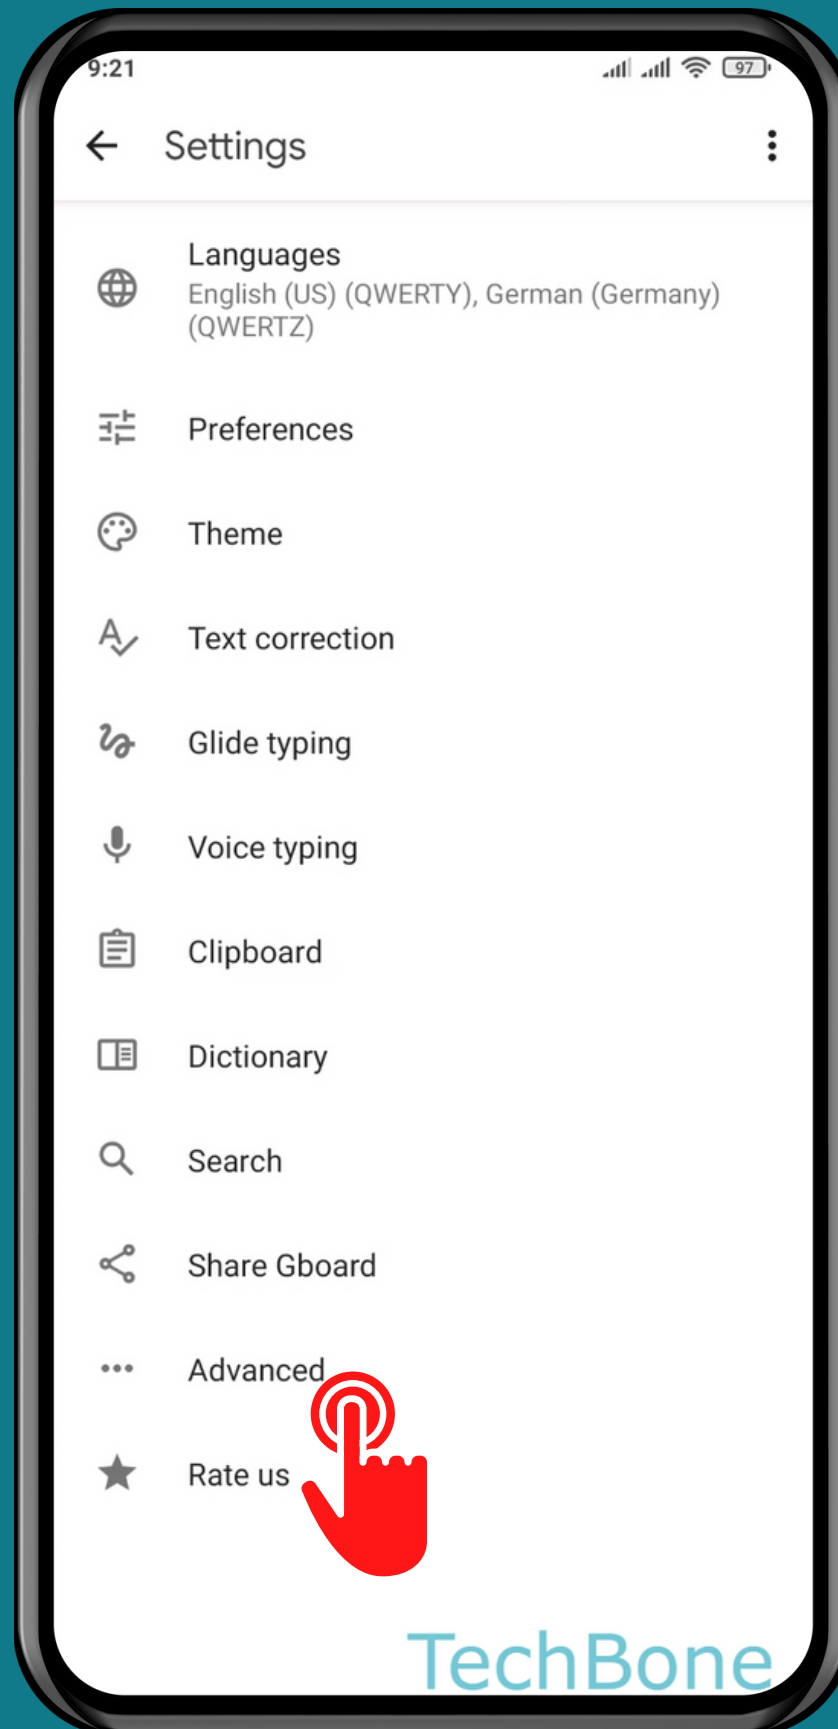 9:21
97
Settings
Languages
English (US) (QWERTY), German (Germany)
(QWERTZ)
Preferences
Theme
Text correction
Glide typing
Voice typing
Clipboard
Dictionary
Search
Share Gboard
Advanced
Rate us
TechBone